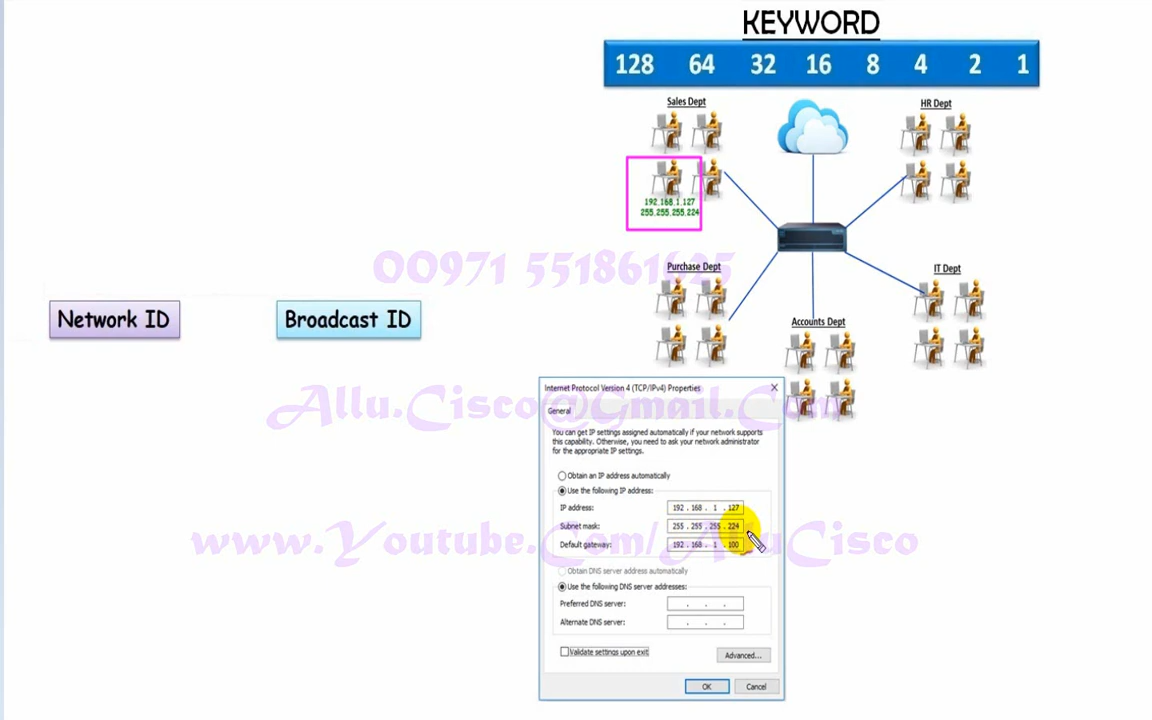 KEYWORD
128 64 32 16 8 4 2 1
Sales Dept
HR Dept
192.168.1.127
255.255.255.224
00971 551861625
Purchase Dept
IT Dept
Network ID
Broadcast ID
Accounts Dept
Internet Protocol Version 4 (TCP/IPv4) Properties
Allu.Cisco@Gmail.Com
General
You can get IP settings assigned automatically if your network supports
this capability. Otherwise, you need to ask your network administrator
for the appropriate IP settings.
Obtain an IP address automatically
Use the following IP address:
IP address: 192 . 168 . 1 . 127
Subnet mask: 255 . 255 . 255 . 224
www.Youtube.Com/AlluCisco
Default gateway: 192 . 168 . 1 . 100
Obtain DNS server address automatically
Use the following DNS server addresses:
Preferred DNS server: . . .
Alternate DNS server: . . .
Validate settings upon exit
Advanced...
OK
Cancel